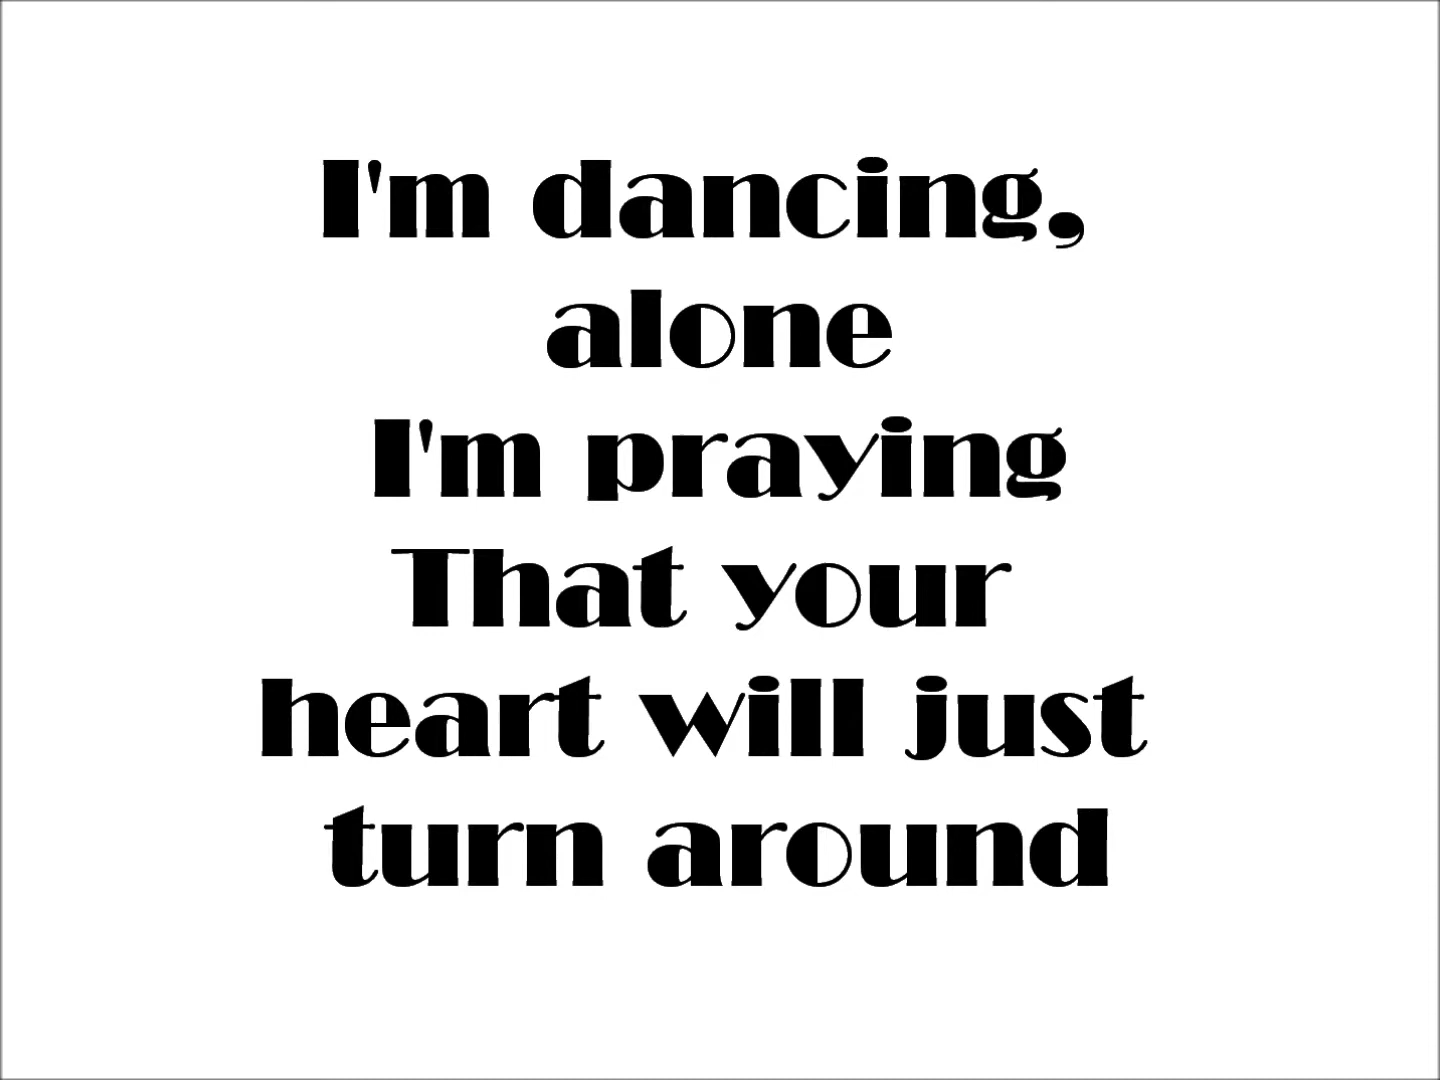 I'm dancing,
alone
I'm praying
That your
heart will just
turn around